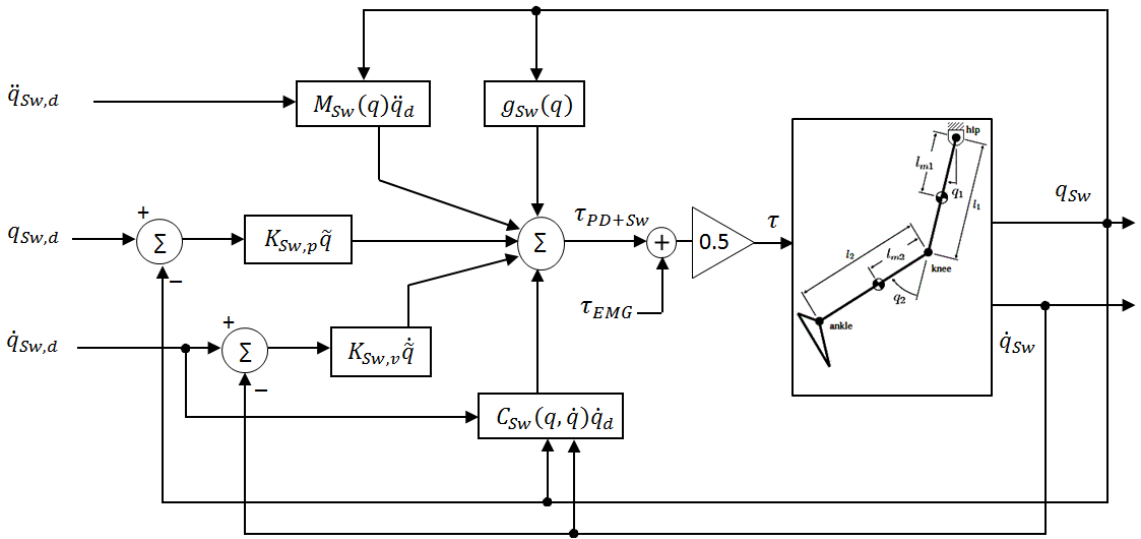 q̈_{Sw,d}
M_{Sw}(q)q̈_d
g_{Sw}(q)
hip
l_{m1}
q_1
l_1
q_{Sw}
+
q_{Sw,d}
Σ
−
K_{Sw,p}q̃
Σ
τ_{PD+Sw}
+
0.5
τ
l_2
l_{m2}
knee
q_2
ankle
τ_{EMG}
q̇_{Sw}
+
q̇_{Sw,d}
Σ
−
K_{Sw,v}q̃̇
C_{Sw}(q, q̇)q̇_d